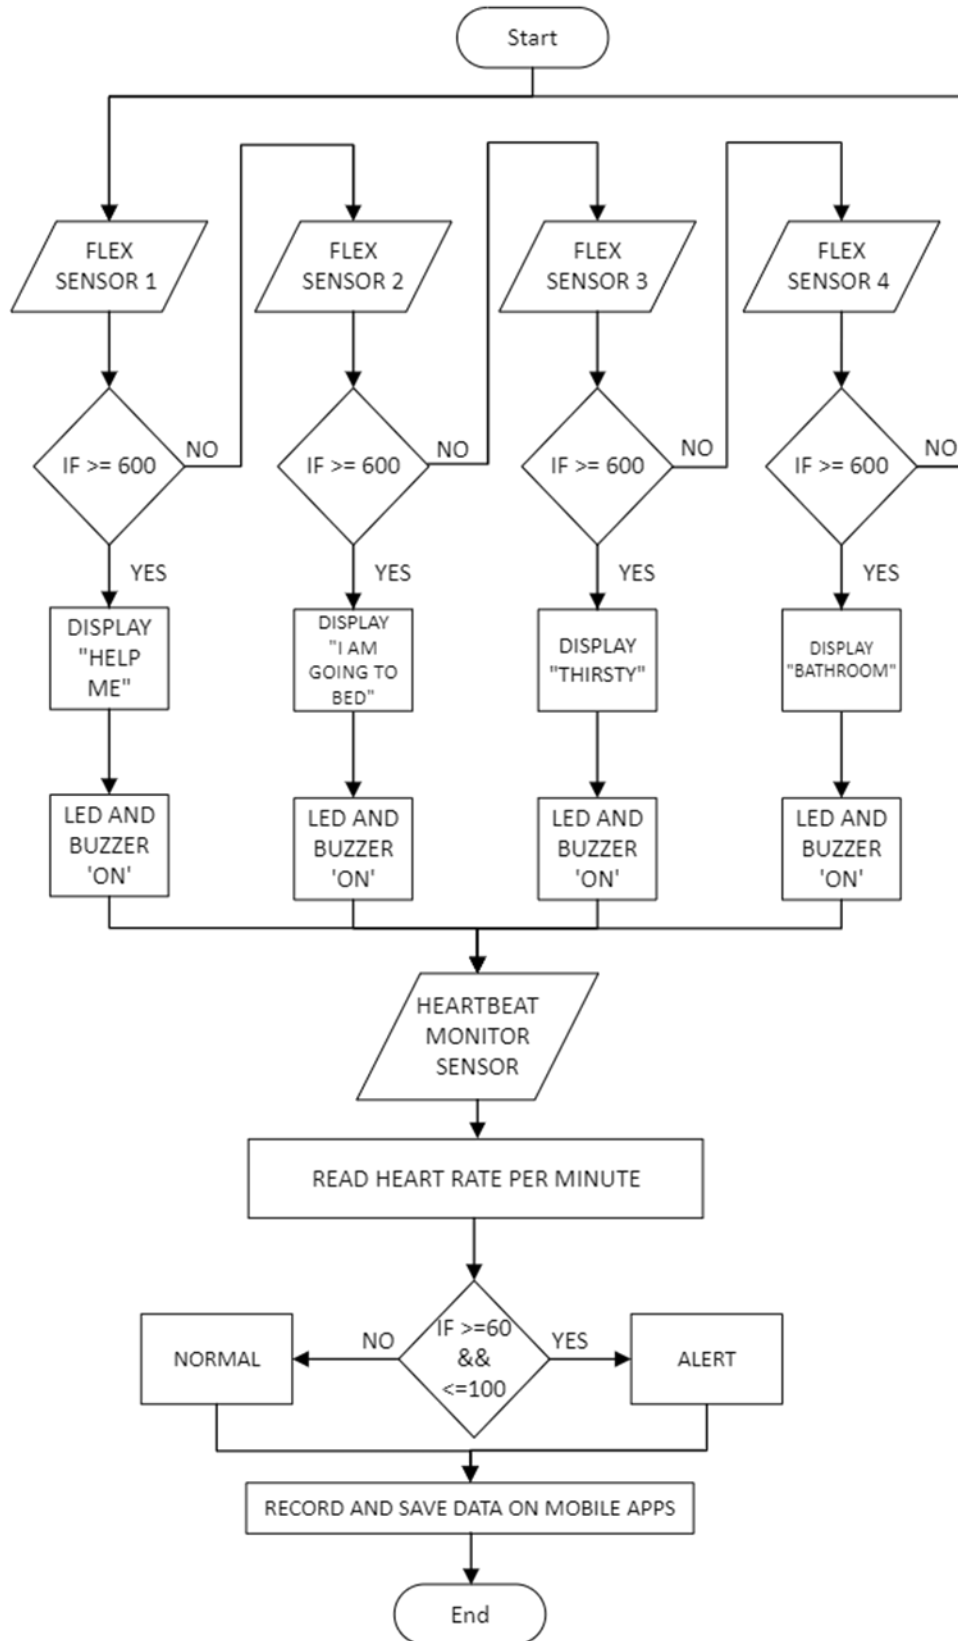 Start
FLEX
SENSOR 1
FLEX
SENSOR 2
FLEX
SENSOR 3
FLEX
SENSOR 4
IF >= 600
NO
IF >= 600
NO
IF >= 600
NO
IF >= 600
NO
YES
YES
YES
YES
DISPLAY
"HELP
ME"
DISPLAY
"I AM
GOING TO
BED"
DISPLAY
"THIRSTY"
DISPLAY
"BATHROOM"
LED AND
BUZZER
'ON'
LED AND
BUZZER
'ON'
LED AND
BUZZER
'ON'
LED AND
BUZZER
'ON'
HEARTBEAT
MONITOR
SENSOR
READ HEART RATE PER MINUTE
NORMAL
NO
IF >=60
&&
<=100
YES
ALERT
RECORD AND SAVE DATA ON MOBILE APPS
End